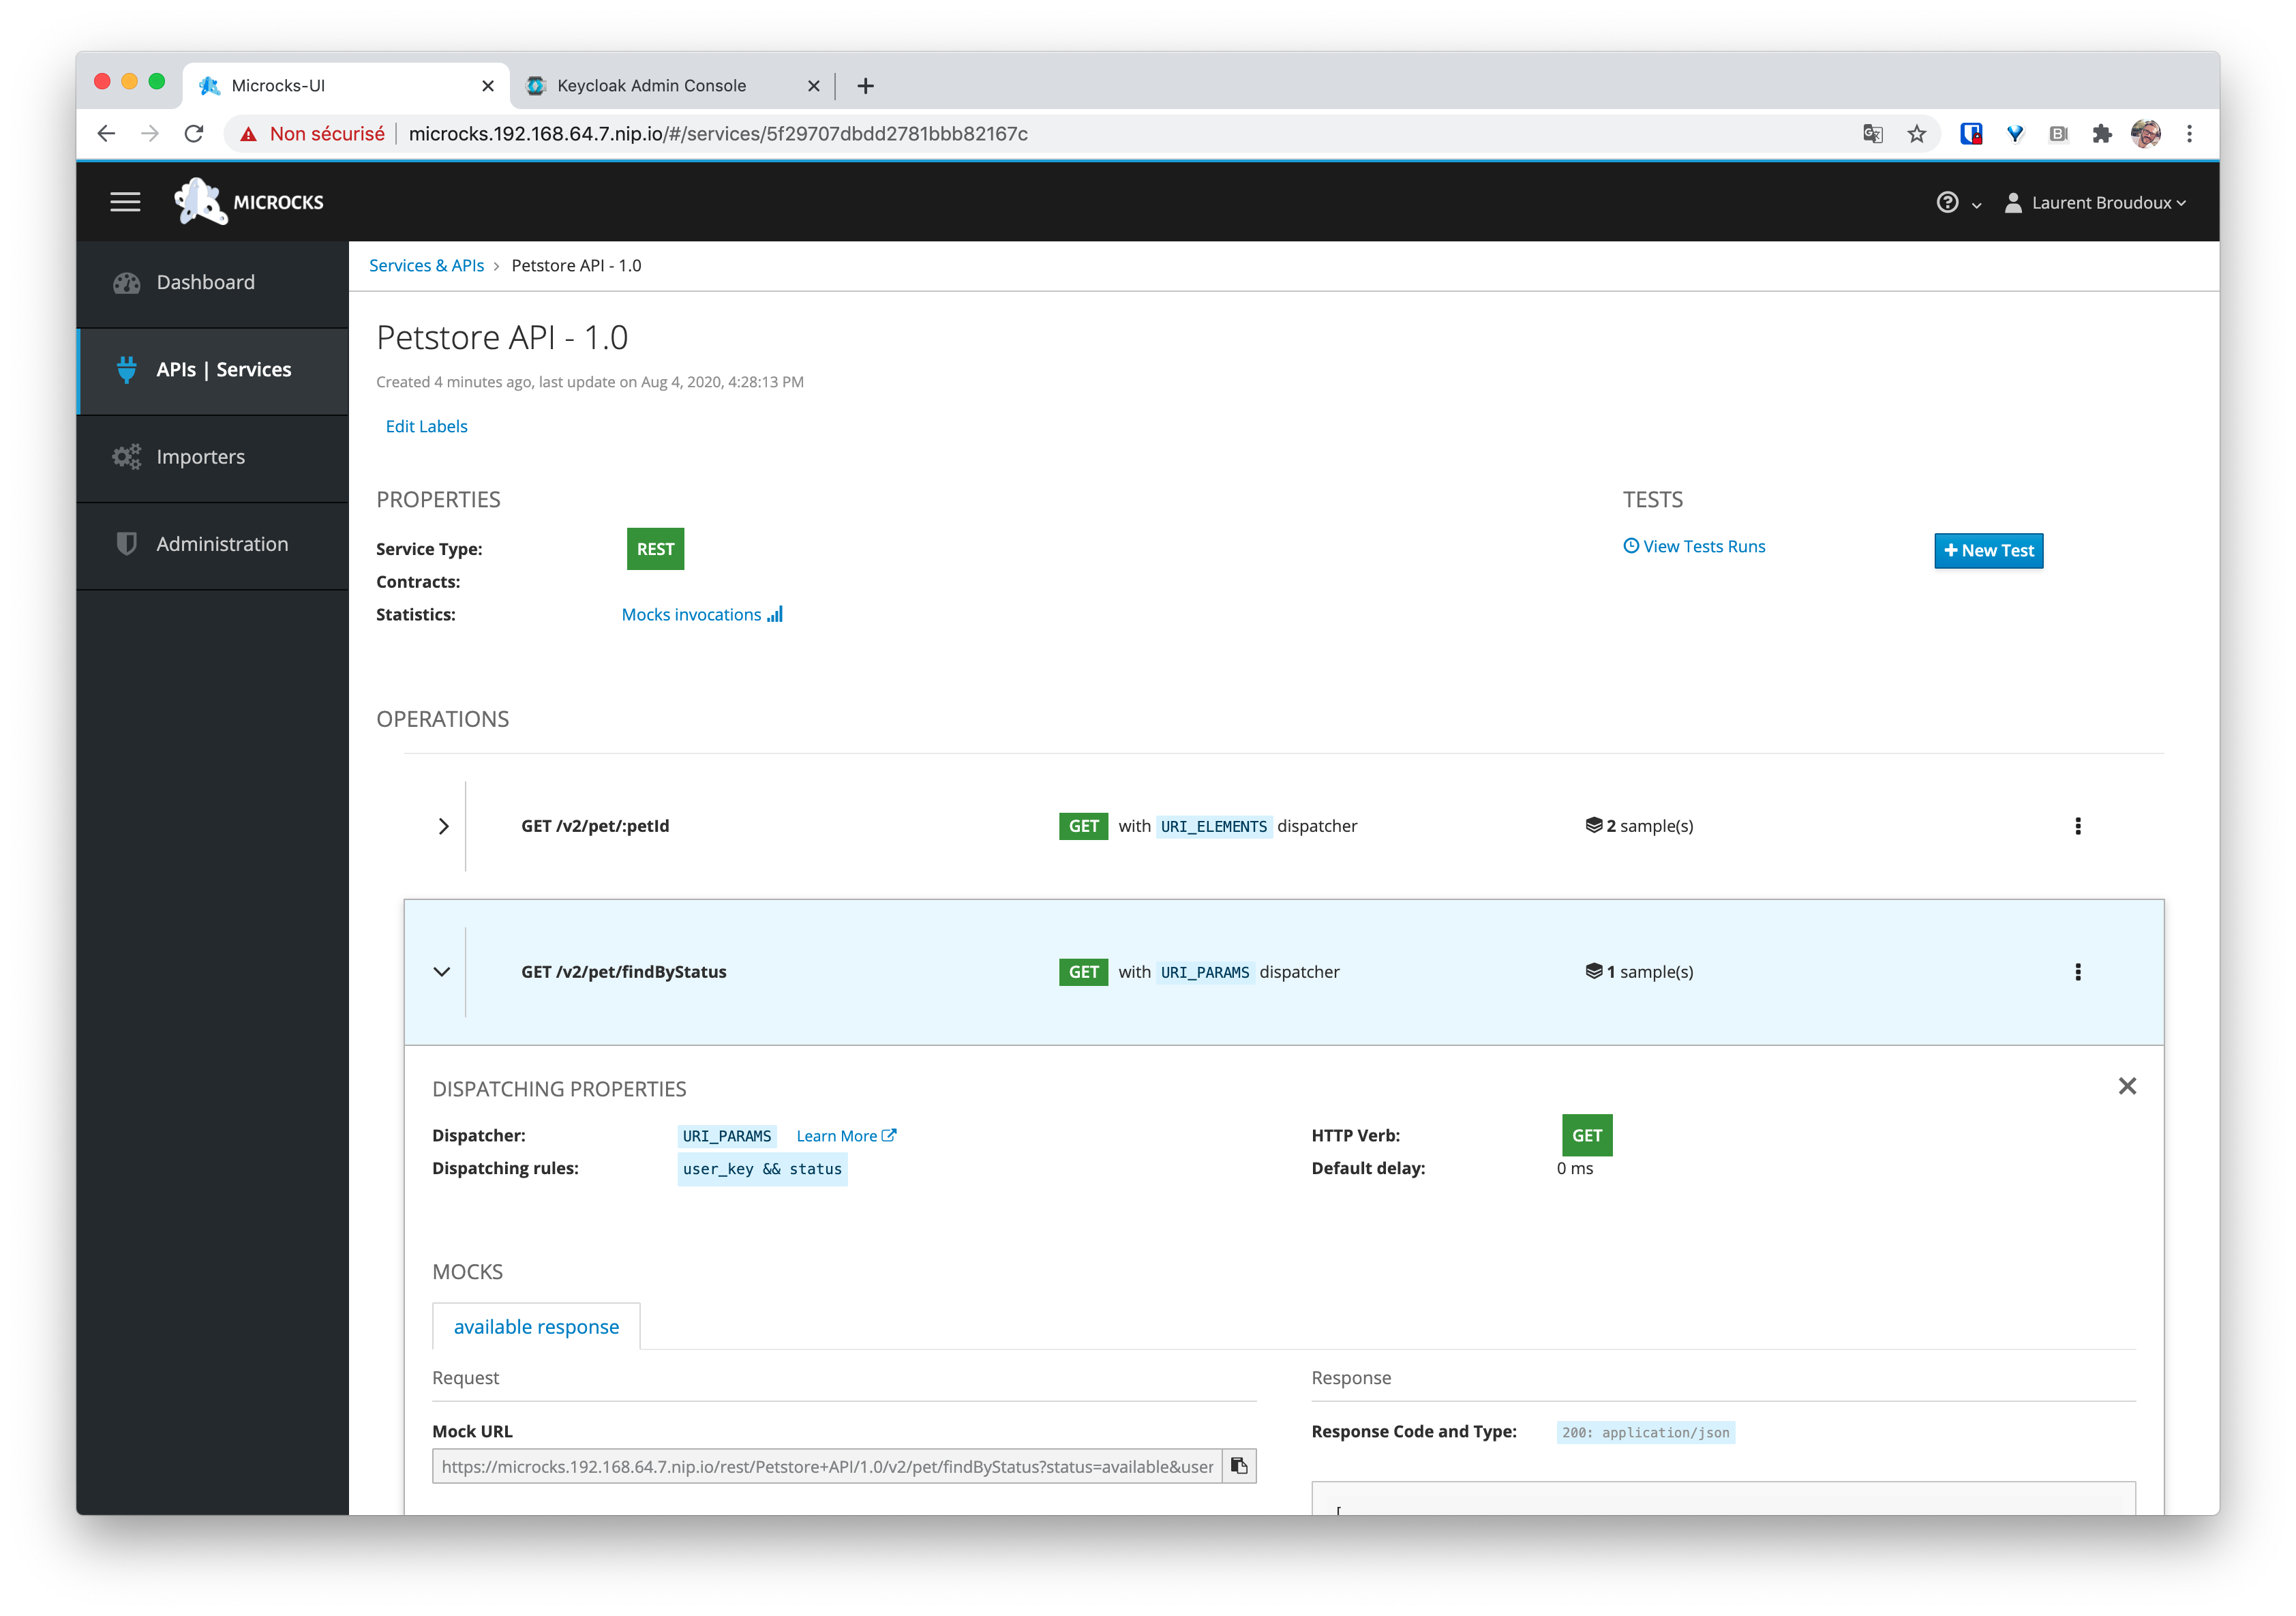 Microcks-UI
Keycloak Admin Console
Non sécurisé
microcks.192.168.64.7.nip.io/#/services/5f29707dbdd2781bbb82167c
MICROCKS
Laurent Broudoux
Dashboard
APIs | Services
Importers
Administration
Services & APIs > Petstore API - 1.0
Petstore API - 1.0
Created 4 minutes ago, last update on Aug 4, 2020, 4:28:13 PM
Edit Labels
PROPERTIES
Service Type: REST
Contracts:
Statistics: Mocks invocations
TESTS
View Tests Runs
New Test
OPERATIONS
GET /v2/pet/:petId GET with URI_ELEMENTS dispatcher 2 sample(s)
GET /v2/pet/findByStatus GET with URI_PARAMS dispatcher 1 sample(s)
DISPATCHING PROPERTIES
Dispatcher: URI_PARAMS Learn More
Dispatching rules: user_key && status
HTTP Verb: GET
Default delay: 0 ms
MOCKS
available response
Request
Mock URL
https://microcks.192.168.64.7.nip.io/rest/Petstore+API/1.0/v2/pet/findByStatus?status=available&user
Response
Response Code and Type: 200: application/json
[